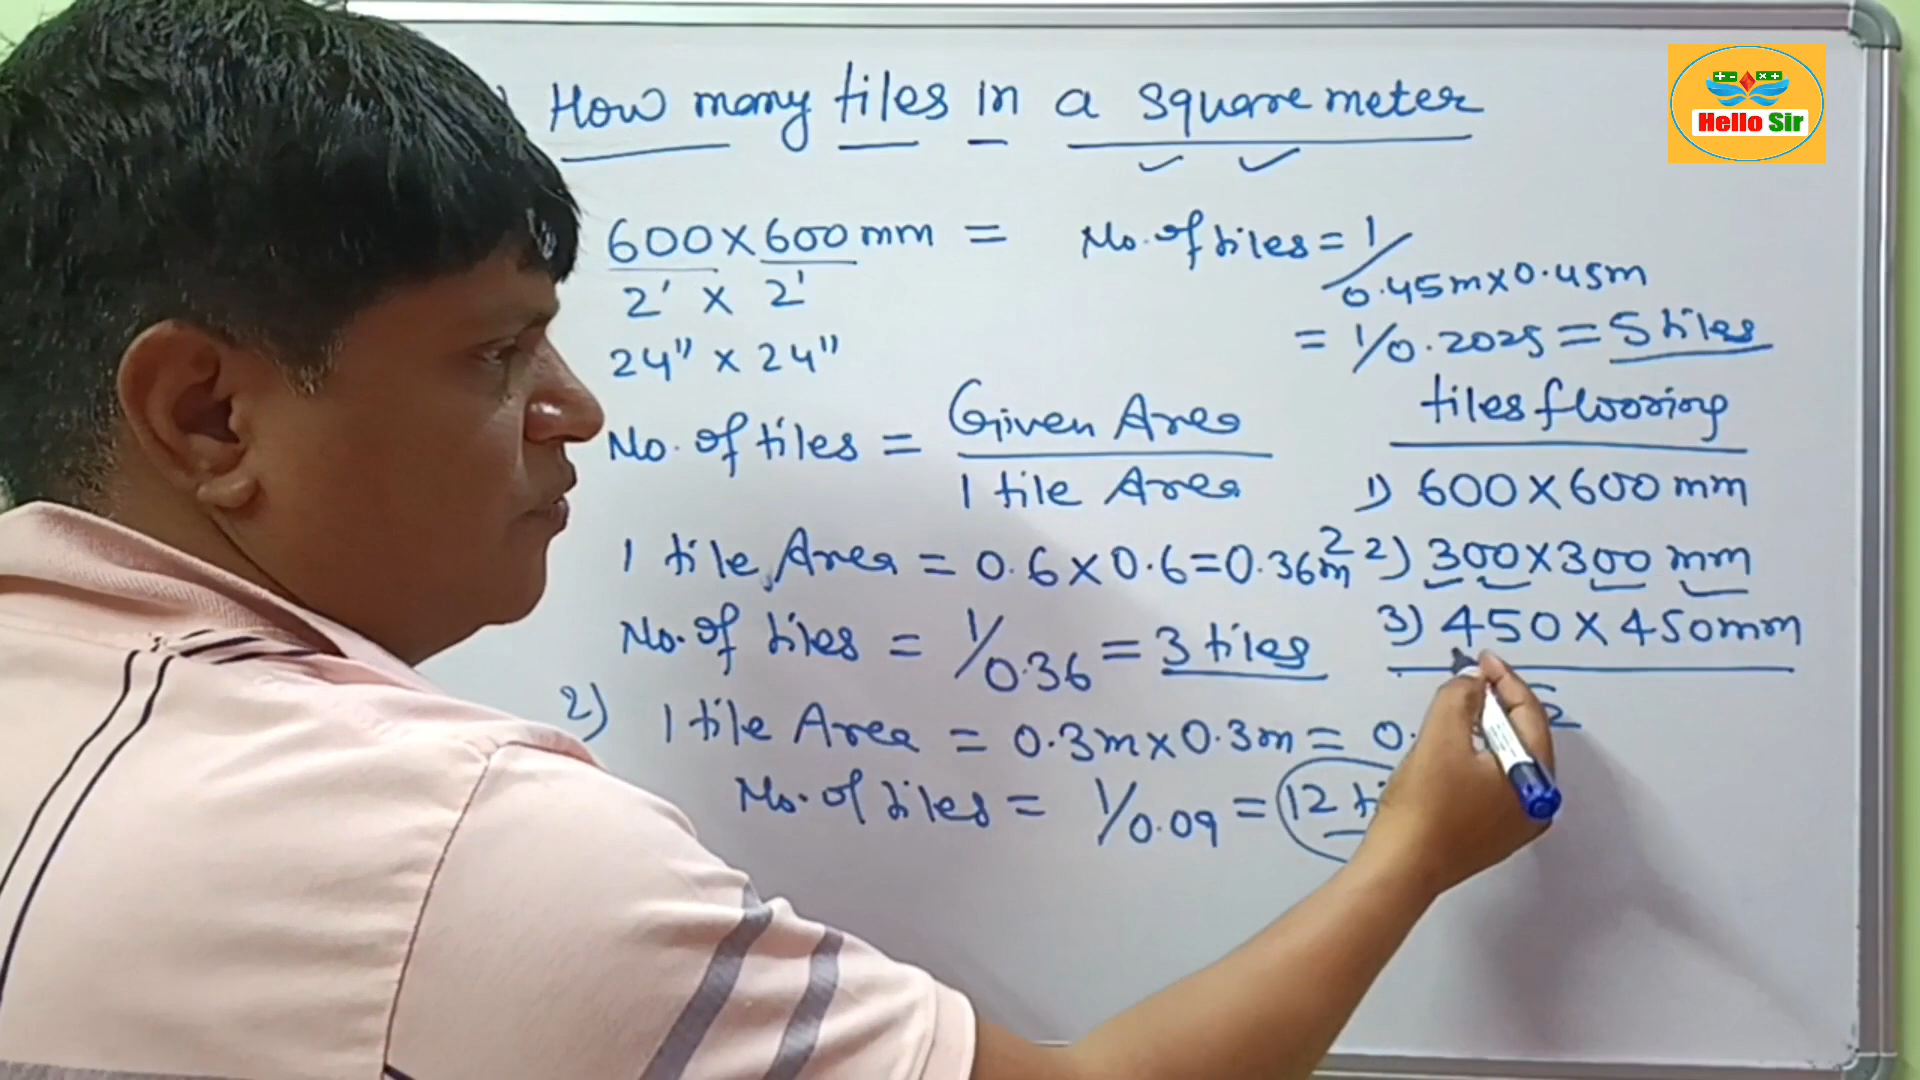 How many tiles in a square meter
+ - × +
Hello Sir
600 × 600 mm =
2' × 2'
24" × 24"
No. of tiles = 1/
0.45m × 0.45m
= 1/0.2025 = 5 tiles
No. of tiles = Given Area
1 tile Area
tiles flooring
1) 600 × 600 mm
2) 300 × 300 mm
3) 450 × 450mm
1 tile Area = 0.6 × 0.6 = 0.36m²
No. of tiles = 1/0.36 = 3 tiles
2) 1 tile Area = 0.3m × 0.3m = 0.
No. of tiles = 1/0.09 = 12 ti